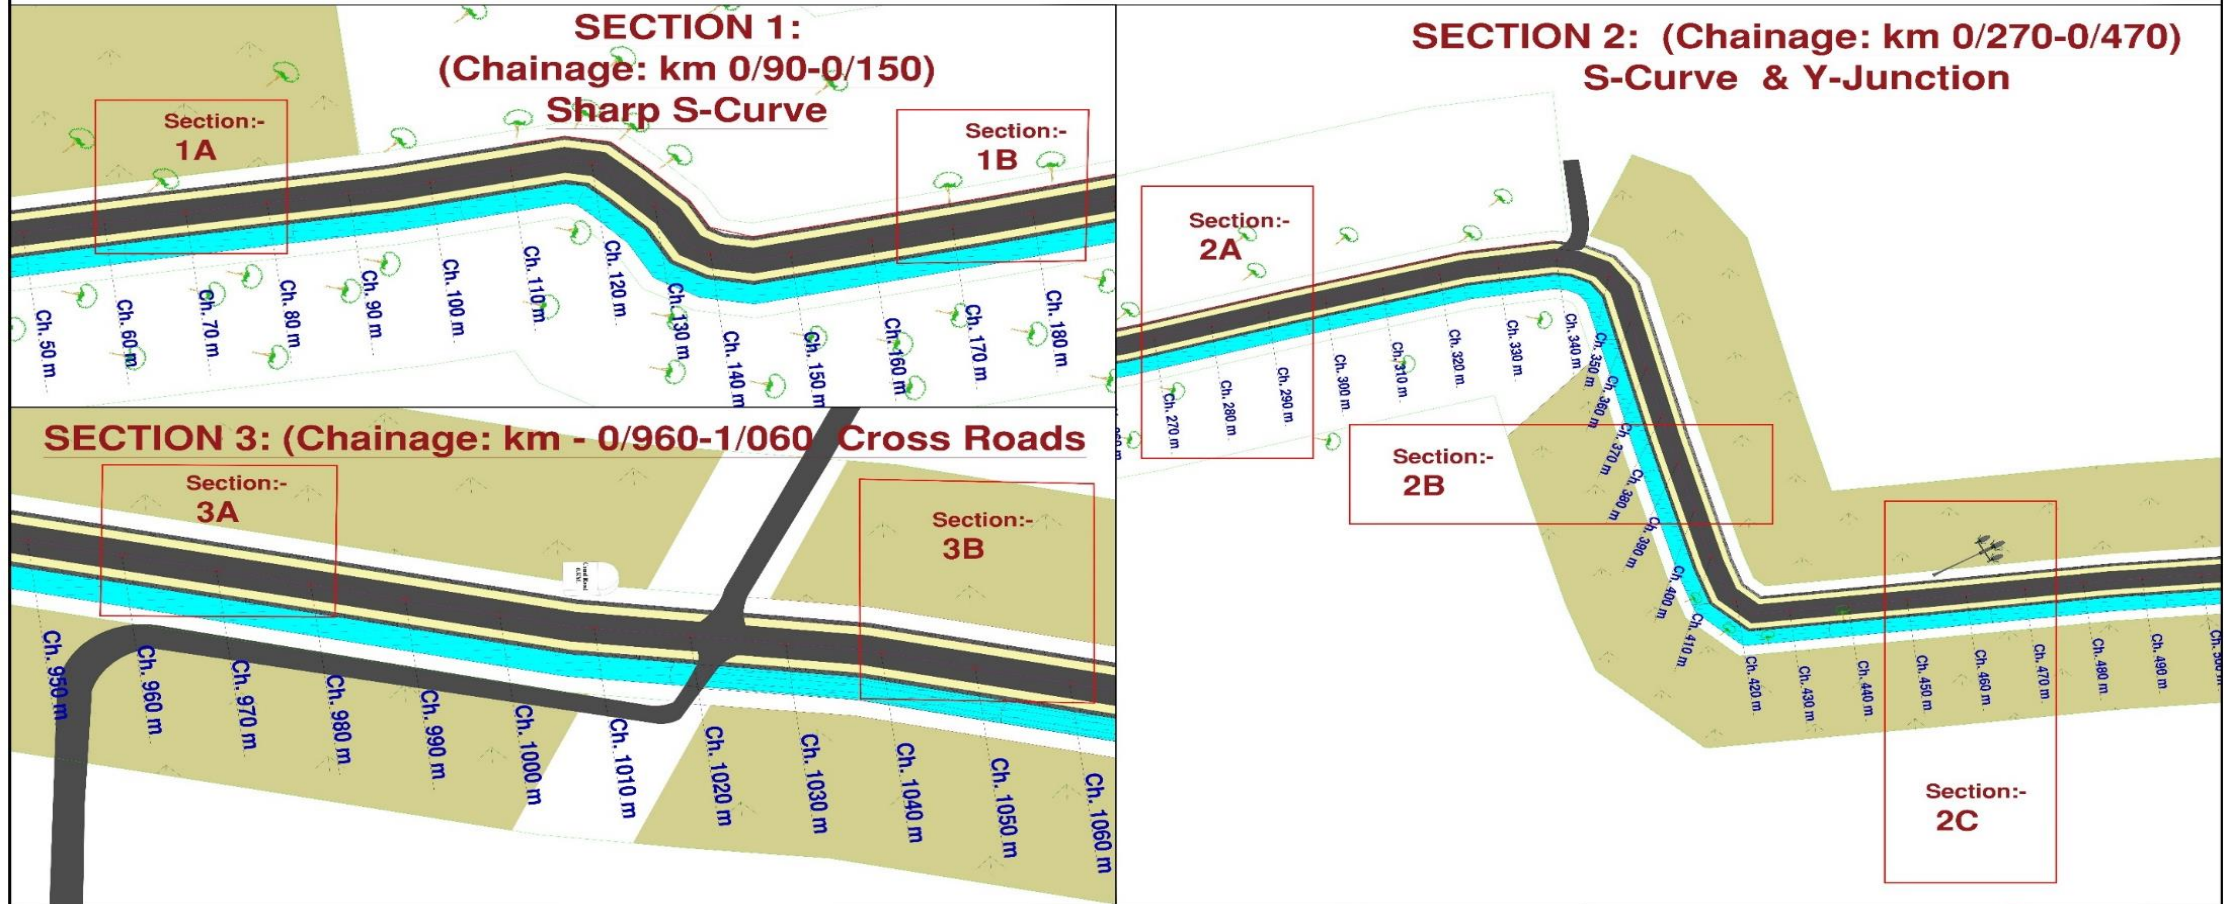 SECTION 1:
(Chainage: km 0/90-0/150)
Sharp S-Curve
Section:-
1A
Section:-
1B
Ch. 50 m
Ch. 60 m
Ch. 70 m
Ch. 80 m
Ch. 90 m
Ch. 100 m
Ch. 110 m
Ch. 120 m
Ch. 130 m
Ch. 140 m
Ch. 150 m
Ch. 160 m
Ch. 170 m
Ch. 180 m
SECTION 2: (Chainage: km 0/270-0/470)
S-Curve & Y-Junction
Section:-
2A
Section:-
2B
Section:-
2C
Ch. 270 m
Ch. 280 m
Ch. 290 m
Ch. 300 m
Ch. 310 m
Ch. 320 m
Ch. 330 m
Ch. 340 m
Ch. 350 m
Ch. 360 m
Ch. 370 m
Ch. 380 m
Ch. 390 m
Ch. 400 m
Ch. 410 m
Ch. 420 m
Ch. 430 m
Ch. 440 m
Ch. 450 m
Ch. 460 m
Ch. 470 m
Ch. 480 m
Ch. 490 m
SECTION 3: (Chainage: km - 0/960-1/060 Cross Roads
Section:-
3A
Section:-
3B
Ch. 950 m
Ch. 960 m
Ch. 970 m
Ch. 980 m
Ch. 990 m
Ch. 1000 m
Ch. 1010 m
Ch. 1020 m
Ch. 1030 m
Ch. 1040 m
Ch. 1050 m
Ch. 1060 m